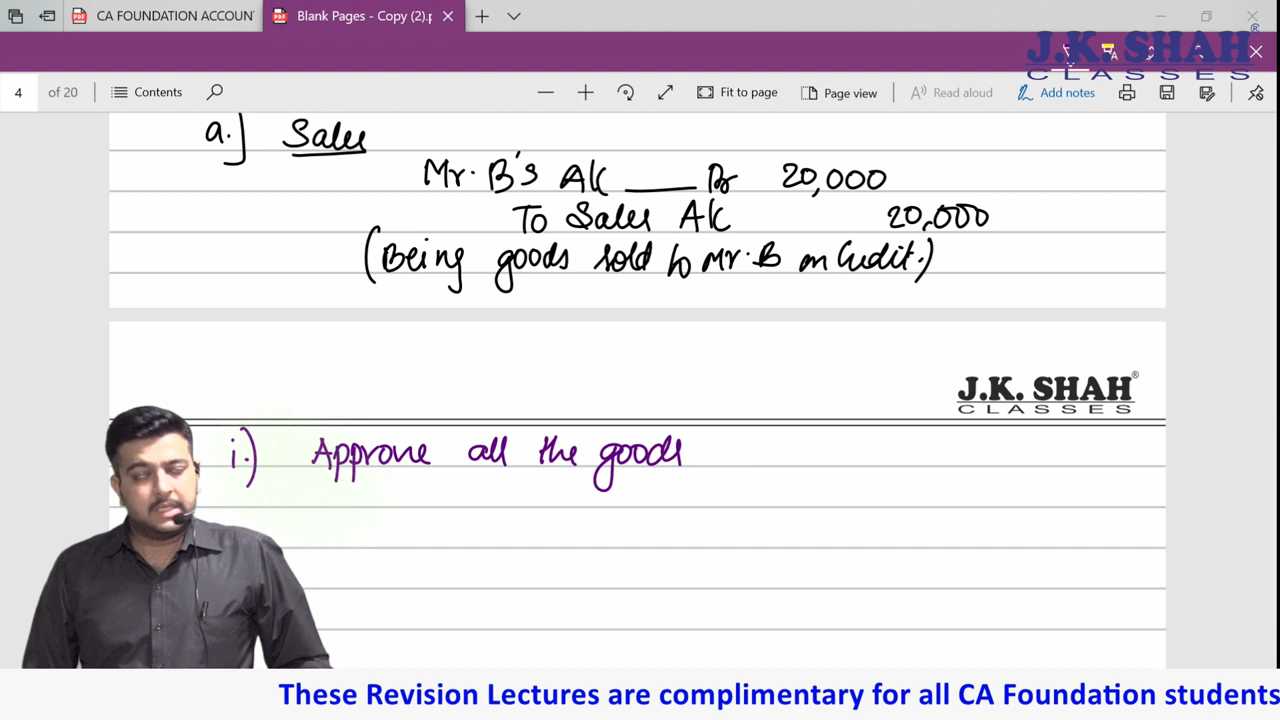 CA FOUNDATION ACCOUN
Blank Pages - Copy (2).p
J.K. SHAH®
CLASSES
4 of 20 Contents Fit to page Page view Read aloud Add notes
a.] Sales
Mr. B's A/c ____ Dr 20,000
To Sales A/c 20,000
(Being goods sold to Mr. B on Credit.)
J.K. SHAH®
CLASSES
i.) Approve all the goods
These Revision Lectures are complimentary for all CA Foundation students